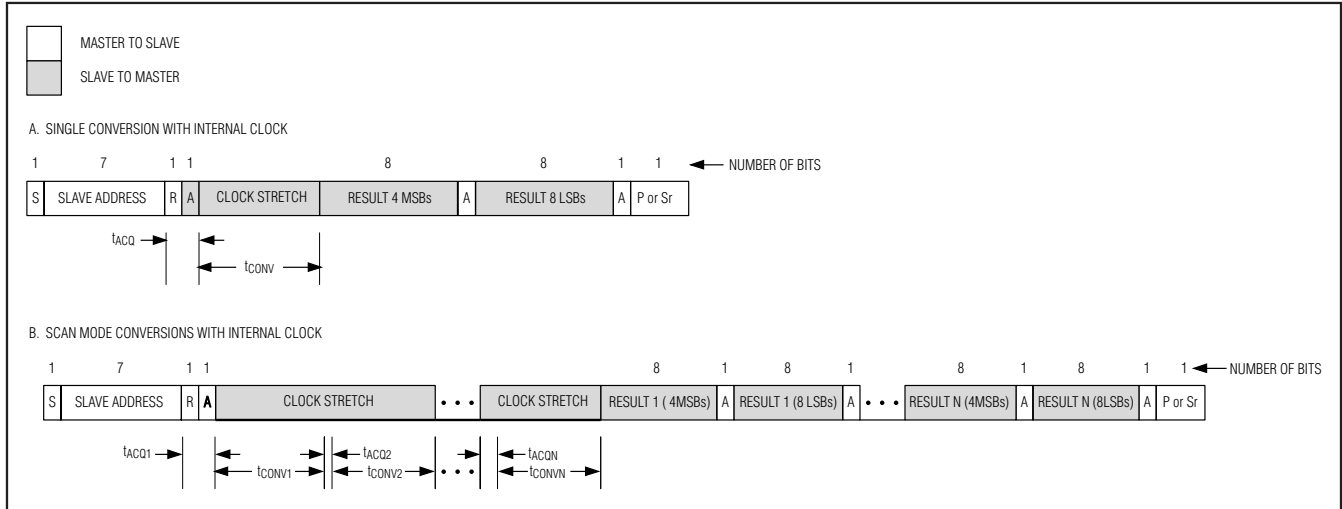 MASTER TO SLAVE
SLAVE TO MASTER
A. SINGLE CONVERSION WITH INTERNAL CLOCK
1 7 1 1 8 8 1 1 NUMBER OF BITS
S SLAVE ADDRESS R A CLOCK STRETCH RESULT 4 MSBs A RESULT 8 LSBs A P or Sr
tACQ
tCONV
B. SCAN MODE CONVERSIONS WITH INTERNAL CLOCK
1 7 1 1 8 1 8 1 8 1 8 1 1 NUMBER OF BITS
S SLAVE ADDRESS R A CLOCK STRETCH • • • CLOCK STRETCH RESULT 1 ( 4MSBs) A RESULT 1 (8 LSBs) A • • • RESULT N (4MSBs) A RESULT N (8LSBs) A P or Sr
tACQ1 tACQ2 tACQN
tCONV1 tCONV2 • • • tCONVN